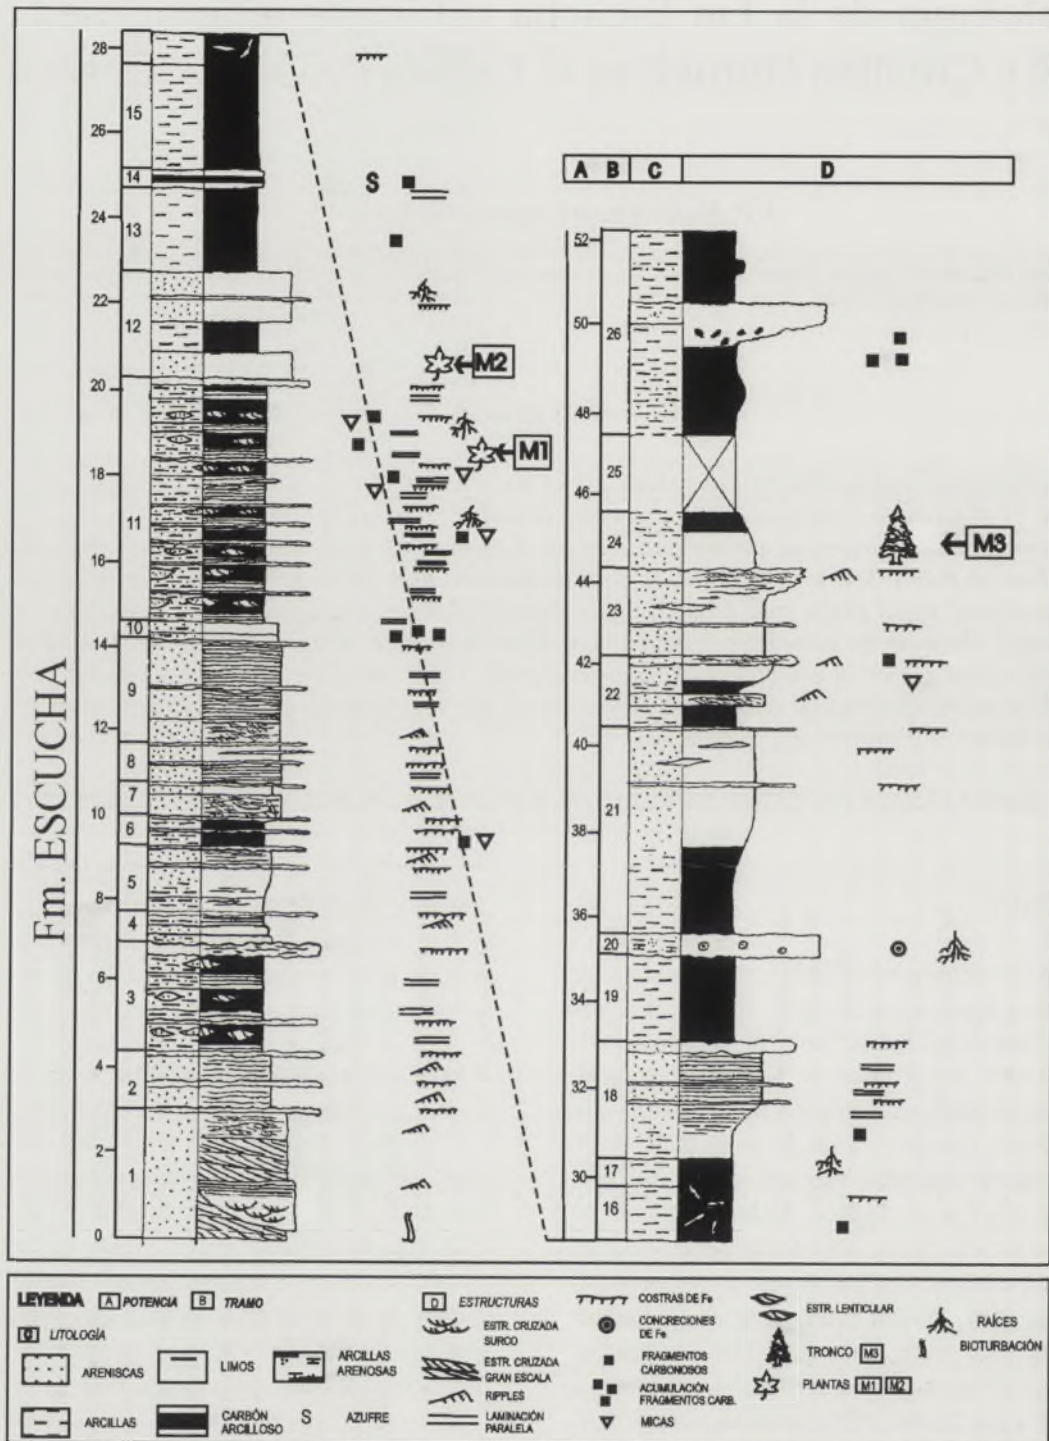 Fm. ESCUCHA
28
26
24
22
20
18
16
14
12
10
8
6
4
2
0
15
14
13
12
11
10
9
8
7
6
5
4
3
2
1
S
M2
M1
A B C D
52
50
48
46
44
42
40
38
36
34
32
30
26
25
24
23
22
21
20
19
18
17
16
M3
LEYENDA A POTENCIA B TRAMO
C LITOLOGÍA
ARENISCAS
LIMOS
ARCILLAS ARENOSAS
ARCILLAS
CARBÓN ARCILLOSO
S AZUFRE
D ESTRUCTURAS
ESTR. CRUZADA SURCO
ESTR. CRUZADA GRAN ESCALA
RIPPLES
LAMINACIÓN PARALELA
COSTRAS DE Fe
CONCRECIONES DE Fe
FRAGMENTOS CARBONOSOS
ACUMULACIÓN FRAGMENTOS CARB.
MICAS
ESTR. LENTICULAR
TRONCO M3
PLANTAS M1 M2
RAÍCES
BIOTURBACIÓN